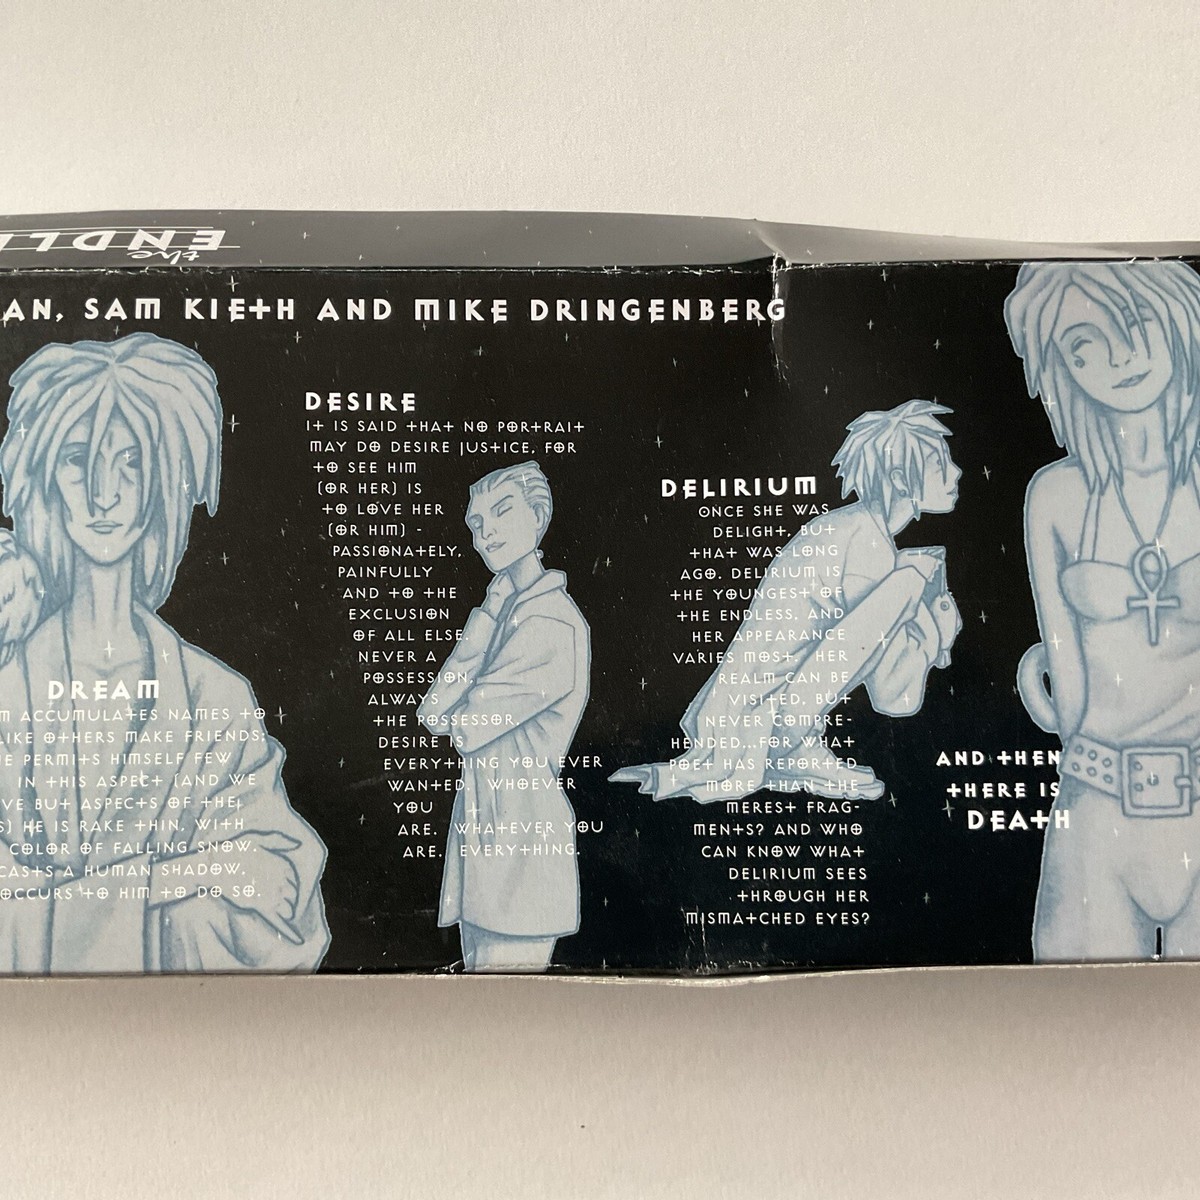 the
ENDL
AN, SAM KIETH AND MIKE DRINGENBERG
DREAM
ACCUMULATES NAMES TO
LIKE OTHERS MAKE FRIENDS;
PERMITS HIMSELF FEW
IN THIS ASPECT (AND WE
BUT ASPECTS OF THE
HE IS RAKE THIN, WITH
COLOR OF FALLING SNOW.
CASTS A HUMAN SHADOW,
OCCURS TO HIM TO DO SO.
DESIRE
IT IS SAID THAT NO PORTRAIT
MAY DO DESIRE JUSTICE, FOR
TO SEE HIM
(OR HER) IS
TO LOVE HER
(OR HIM) -
PASSIONATELY,
PAINFULLY
AND TO THE
EXCLUSION
OF ALL ELSE.
NEVER A
POSSESSION,
ALWAYS
THE POSSESSOR.
DESIRE IS
EVERYTHING YOU EVER
WANTED. WHOEVER
YOU
ARE. WHATEVER YOU
ARE. EVERYTHING.
DELIRIUM
ONCE SHE WAS
DELIGHT, BUT
THAT WAS LONG
AGO. DELIRIUM IS
THE YOUNGEST OF
THE ENDLESS, AND
HER APPEARANCE
VARIES MOST. HER
REALM CAN BE
VISITED, BUT
NEVER COMPRE-
HENDED...FOR WHAT
POET HAS REPORTED
MORE THAN THE
MEREST FRAG-
MENTS? AND WHO
CAN KNOW WHAT
DELIRIUM SEES
THROUGH HER
MISMATCHED EYES?
AND THEN
THERE IS
DEATH